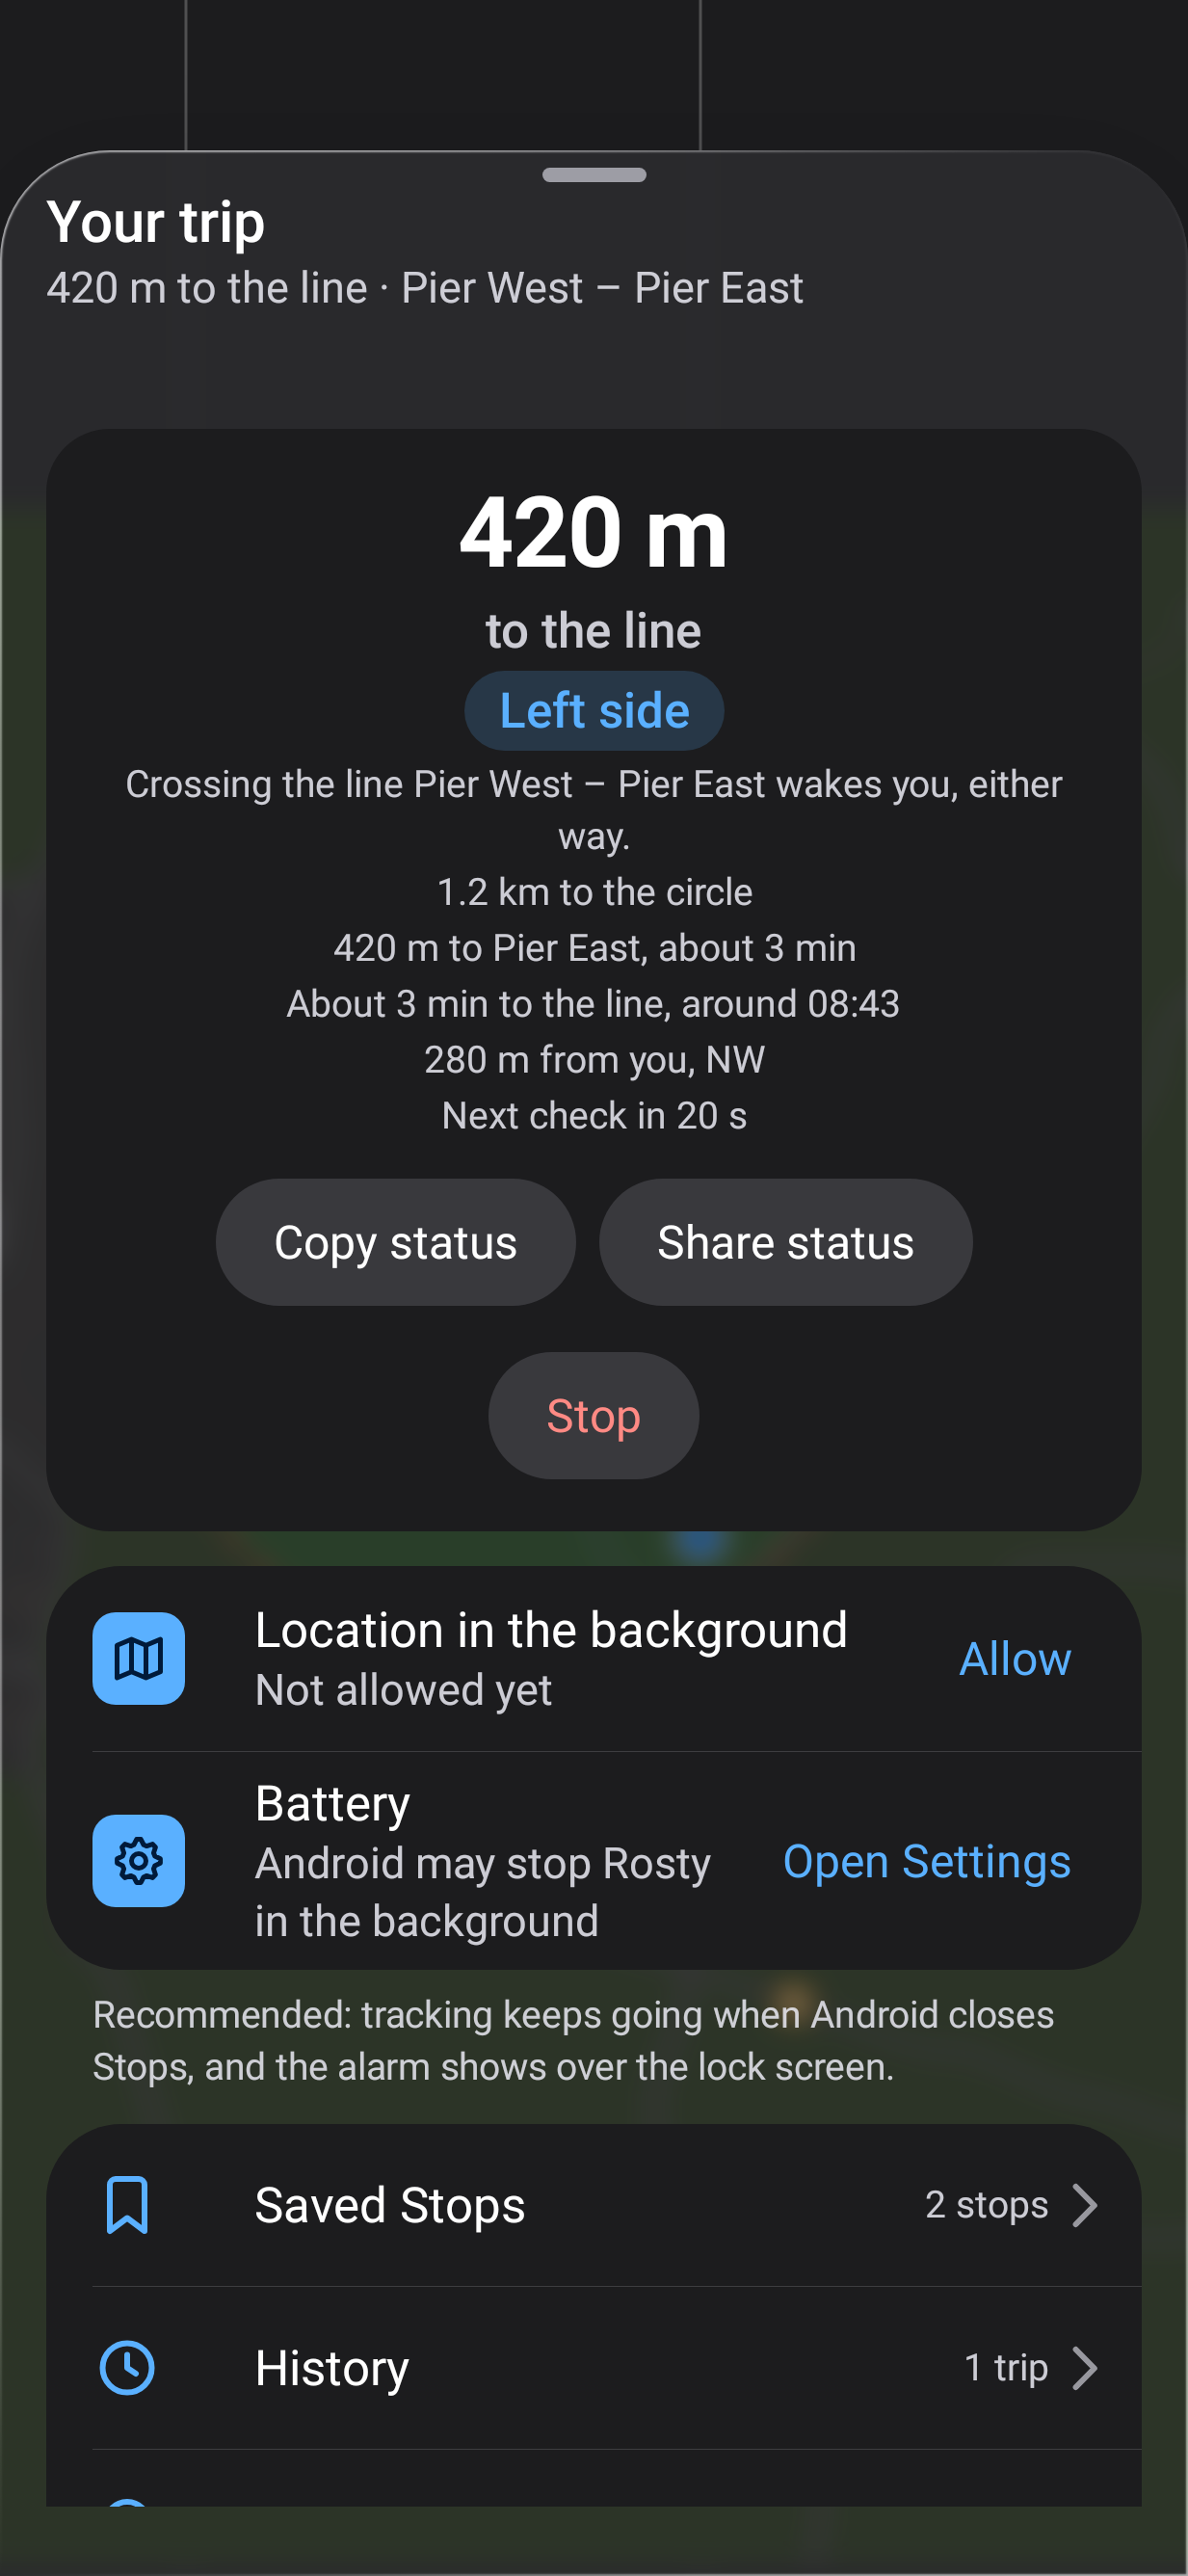 Your trip
420 m to the line · Pier West – Pier East
420 m
to the line
Left side
Crossing the line Pier West – Pier East wakes you, either
way.
1.2 km to the circle
420 m to Pier East, about 3 min
About 3 min to the line, around 08:43
280 m from you, NW
Next check in 20 s
Copy status
Share status
Stop
Location in the background
Not allowed yet
Allow
Battery
Android may stop Rosty
in the background
Open Settings
Recommended: tracking keeps going when Android closes
Stops, and the alarm shows over the lock screen.
Saved Stops
2 stops
History
1 trip